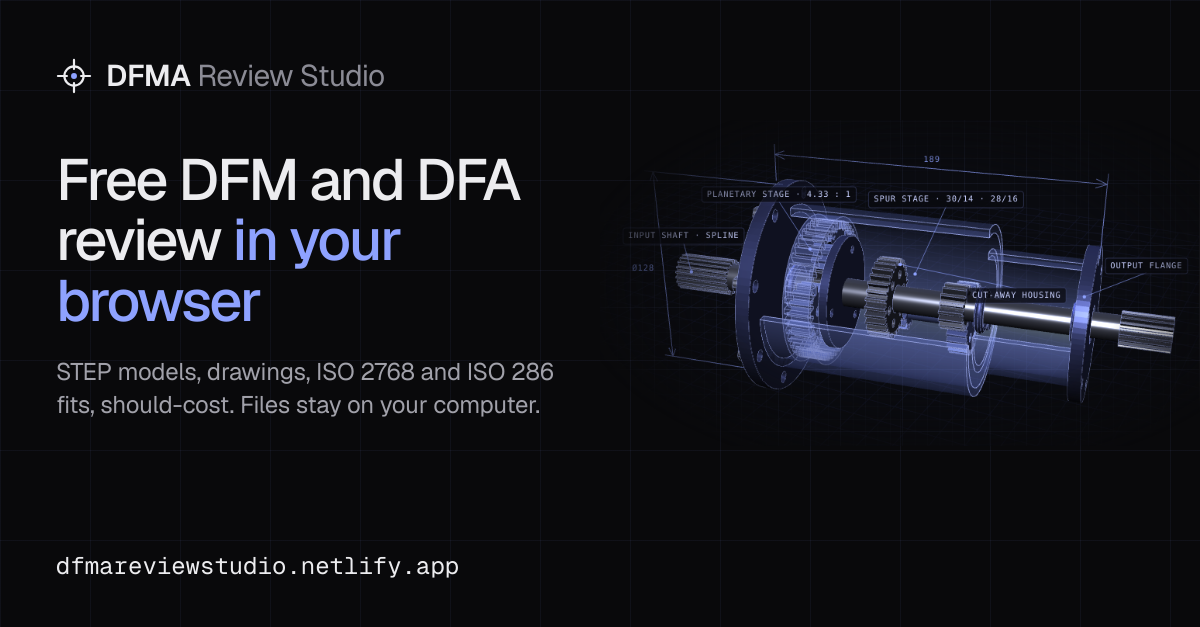 DFMA Review Studio
Free DFM and DFA
review in your
browser
STEP models, drawings, ISO 2768 and ISO 286
fits, should-cost. Files stay on your computer.
dfmareviewstudio.netlify.app
189
PLANETARY STAGE · 4.33 : 1
SPUR STAGE · 30/14 · 28/16
INPUT SHAFT · SPLINE
Ø128
OUTPUT FLANGE
CUT-AWAY HOUSING